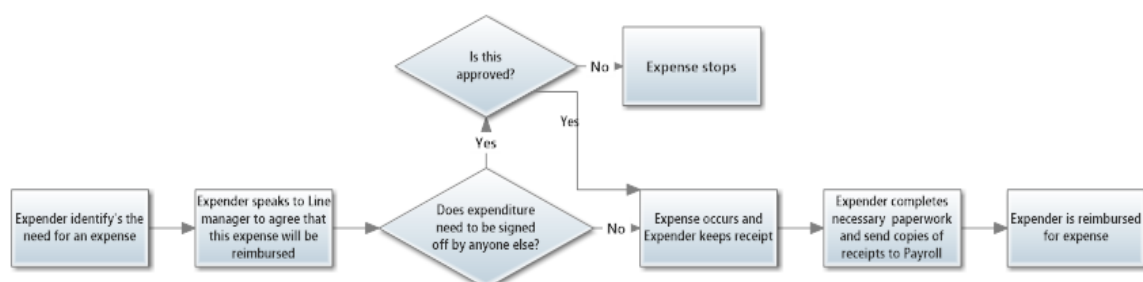 Is this
approved?
No
Expense stops
Yes
Yes
Expender identify's the
need for an expense
Expender speaks to Line
manager to agree that
this expense will be
reimbursed
Does expenditure
need to be signed
off by anyone else?
No
Expense occurs and
Expender keeps receipt
Expender completes
necessary paperwork
and send copies of
receipts to Payroll
Expender is reimbursed
for expense